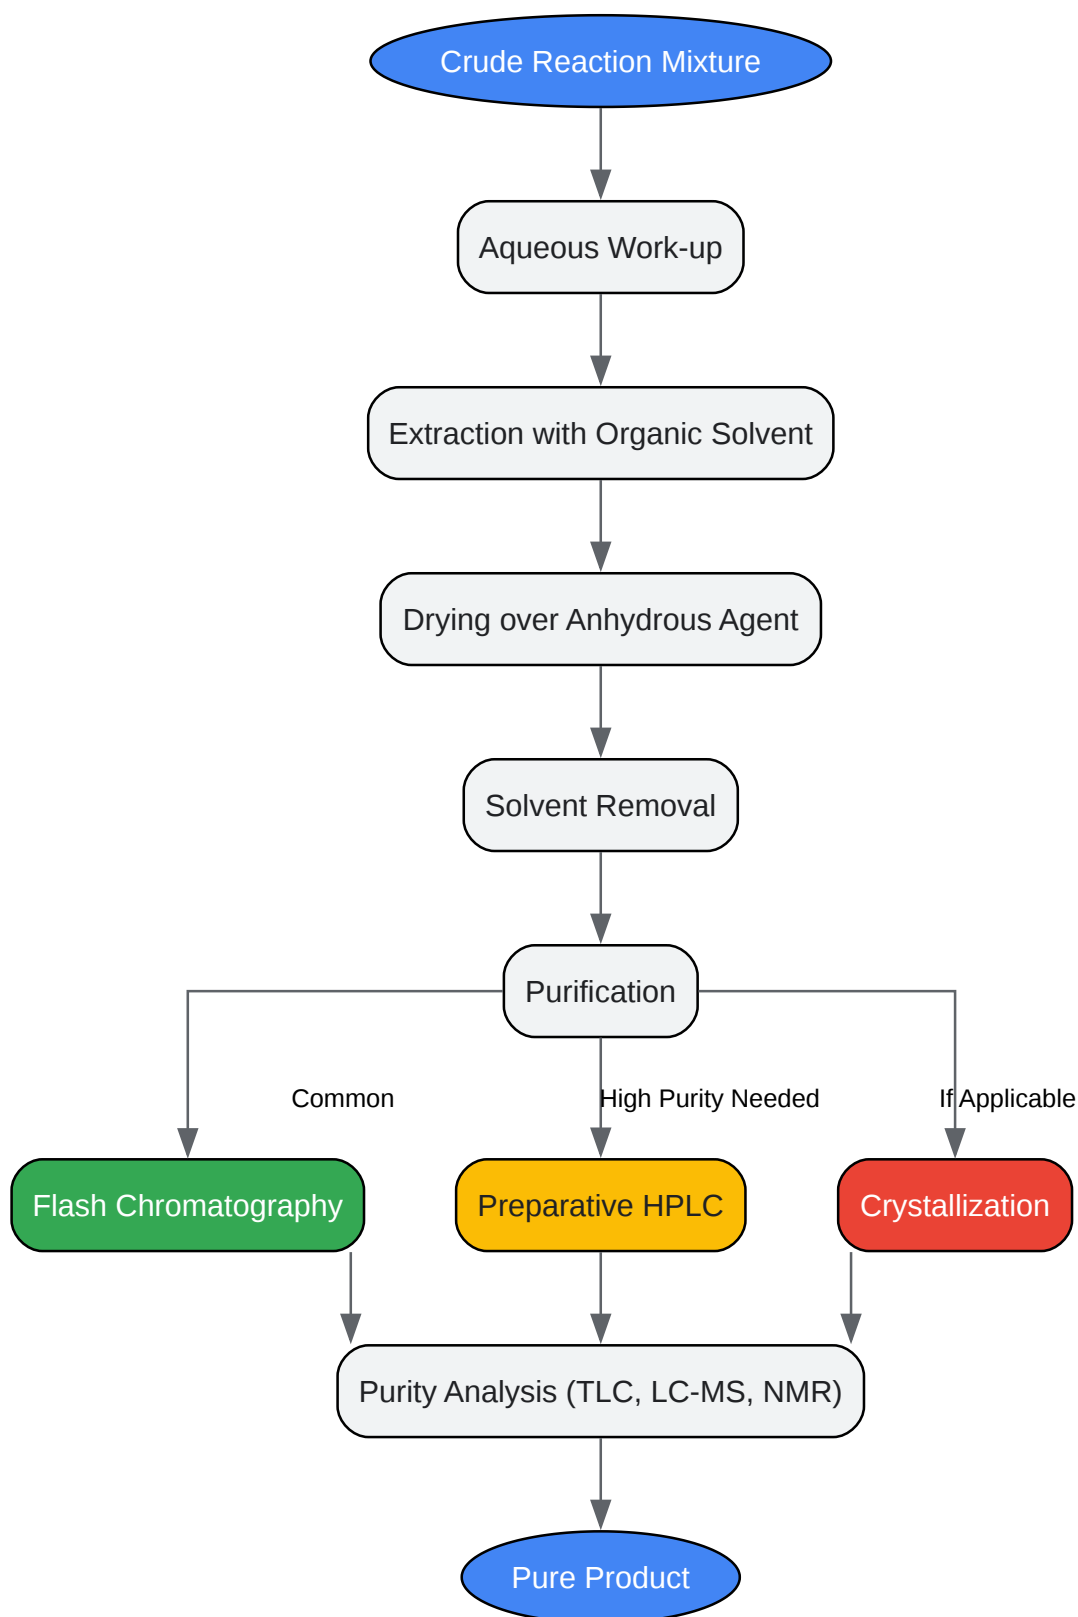 Crude Reaction Mixture
Aqueous Work-up
Extraction with Organic Solvent
Drying over Anhydrous Agent
Solvent Removal
Purification
Common
High Purity Needed
If Applicable
Flash Chromatography
Preparative HPLC
Crystallization
Purity Analysis (TLC, LC-MS, NMR)
Pure Product